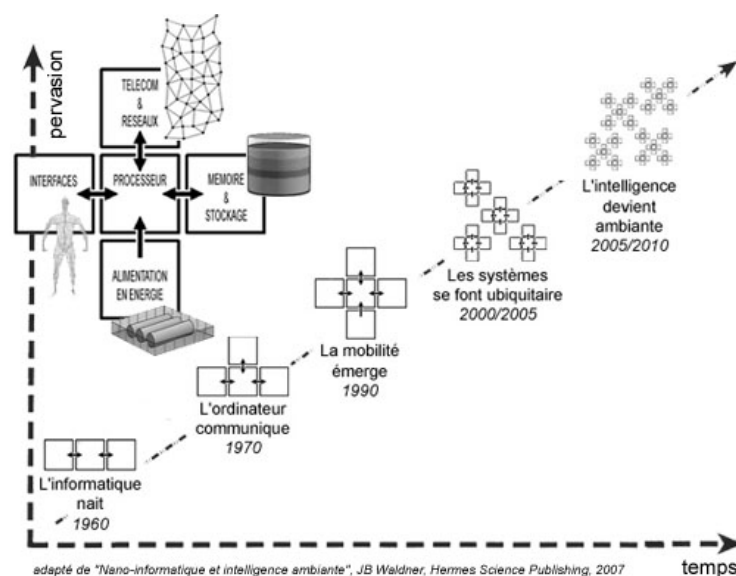 pervasion
TELECOM
&
RESEAUX
INTERFACES
PROCESSEUR
MEMOIRE
&
STOCKAGE
ALIMENTATION
EN ENERGIE
L'informatique
nait
1960
L'ordinateur
communique
1970
La mobilité
émerge
1990
Les systèmes
se font ubiquitaire
2000/2005
L'intelligence
devient
ambiante
2005/2010
temps
adapté de "Nano-informatique et intelligence ambiante", JB Waldner, Hermes Science Publishing, 2007